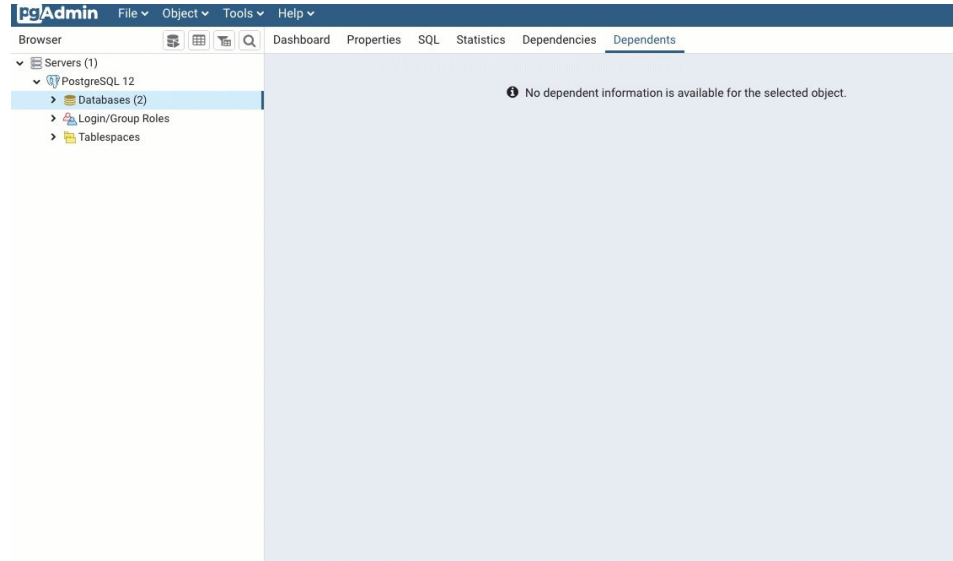 pgAdmin File Object Tools Help
Browser Dashboard Properties SQL Statistics Dependencies Dependents
Servers (1)
PostgreSQL 12
Databases (2)
Login/Group Roles
Tablespaces
No dependent information is available for the selected object.